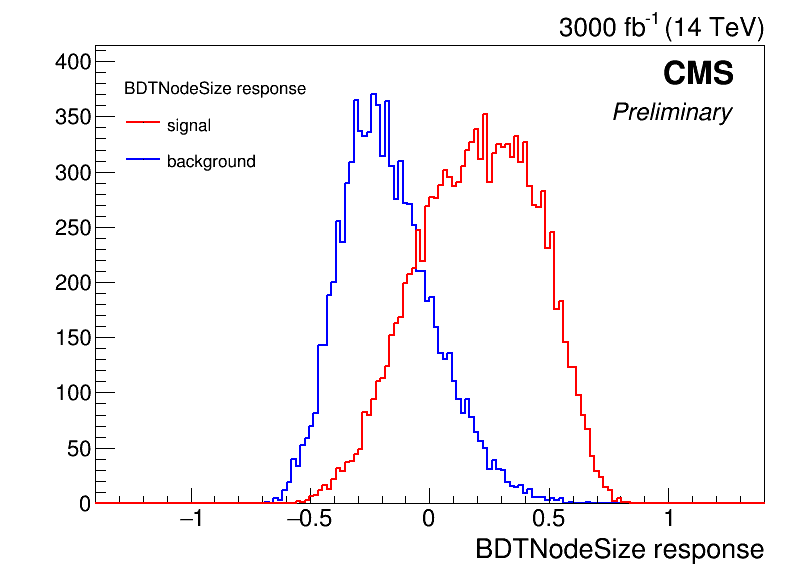 3000 fb-1 (14 TeV)
CMS
Preliminary
BDTNodeSize response
signal
background
400
350
300
250
200
150
100
50
0
−1
−0.5
0
0.5
1
BDTNodeSize response